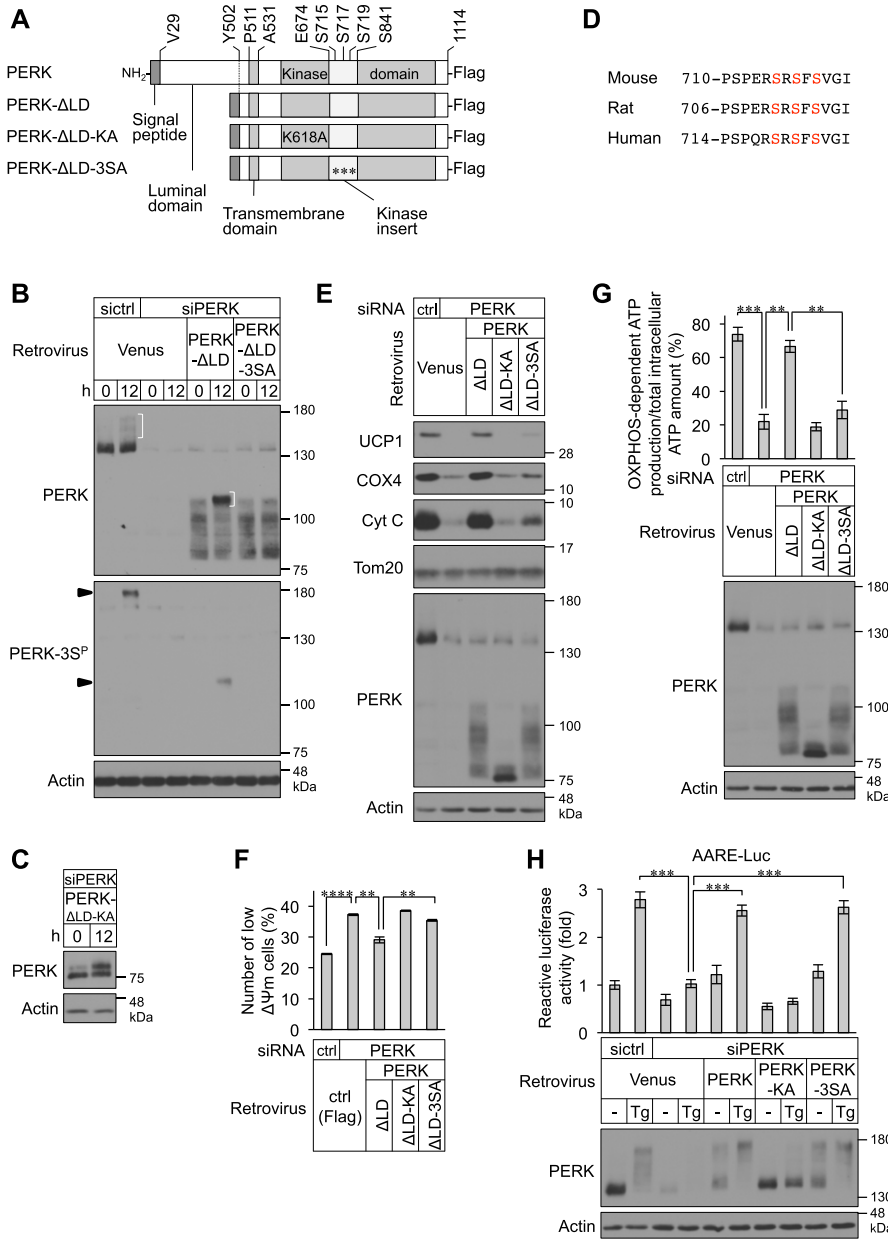 A
V29 Y502 P511 A531 E674 S715 S717 S719 S841 1114
PERK NH2 Kinase domain -Flag
PERK-ΔLD -Flag
PERK-ΔLD-KA K618A -Flag
PERK-ΔLD-3SA *** -Flag
Signal peptide
Luminal domain
Transmembrane domain
Kinase insert
D
Mouse 710-PSPERSRSFSVGI
Rat 706-PSPERSRSFSVGI
Human 714-PSPQRSRSFSVGI
B
sictrl siPERK
Retrovirus Venus PERK-ΔLD PERK-ΔLD-3SA
h 0 12 0 12 0 12 0 12
PERK
180
130
100
75
PERK-3SP
180
130
100
75
Actin
48
kDa
C
siPERK
PERK-ΔLD-KA
h 0 12
PERK 75
Actin 48
kDa
E
siRNA ctrl PERK
Retrovirus Venus PERK
ΔLD ΔLD-KA ΔLD-3SA
UCP1 28
COX4 10
Cyt C 10
Tom20 17
PERK
180
130
100
75
Actin 48
kDa
F
**** ** **
Number of low ΔΨm cells (%)
40
30
20
10
0
siRNA ctrl PERK
Retrovirus ctrl (Flag) PERK
ΔLD ΔLD-KA ΔLD-3SA
G
*** ** **
OXPHOS-dependent ATP production/total intracellular ATP amount (%)
80
60
40
20
0
siRNA ctrl PERK
Retrovirus Venus PERK
ΔLD ΔLD-KA ΔLD-3SA
PERK
180
130
100
75
Actin 48
kDa
H
AARE-Luc
*** *** ***
Reactive luciferase activity (fold)
3
2
1
0
sictrl siPERK
Retrovirus Venus PERK PERK-KA PERK-3SA
- Tg - Tg - Tg - Tg - Tg
PERK
180
130
Actin 48
kDa